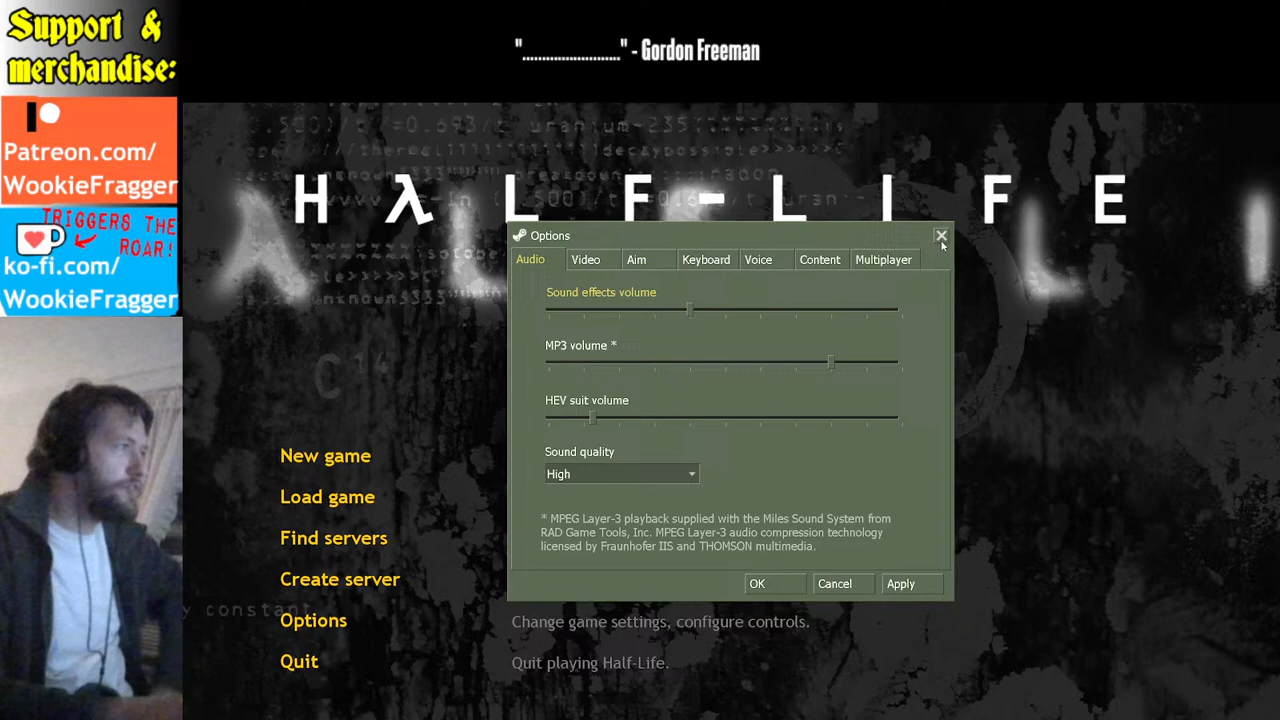 Support &
merchandise:
Patreon.com/
WookieFragger
TRIGGERS THE
ROAR!
ko-fi.com/
WookieFragger
"......................." - Gordon Freeman
HλLF-LIFE
Options
Audio Video Aim Keyboard Voice Content Multiplayer
Sound effects volume
MP3 volume *
HEV suit volume
Sound quality
High
* MPEG Layer-3 playback supplied with the Miles Sound System from
RAD Game Tools, Inc. MPEG Layer-3 audio compression technology
licensed by Fraunhofer IIS and THOMSON multimedia.
OK Cancel Apply
New game
Load game
Find servers
Create server
Options Change game settings, configure controls.
Quit Quit playing Half-Life.